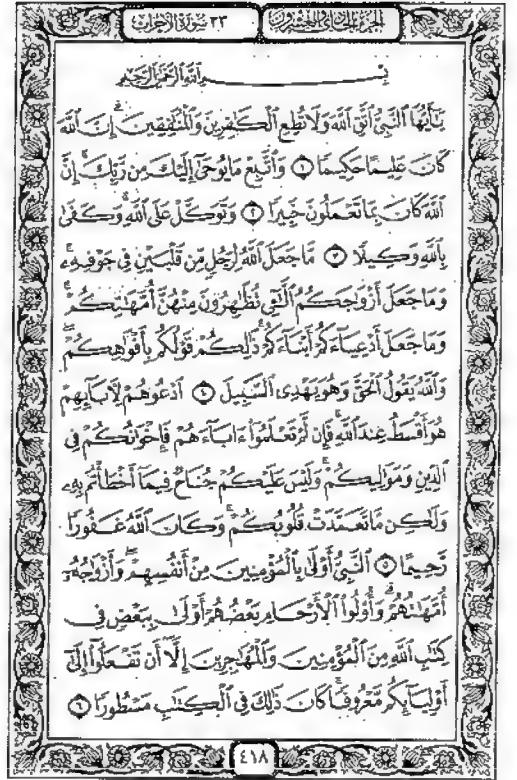 الجزء الحادي والعشرون
٣٣ سورة الأحزاب
بِسْمِ ٱللَّهِ ٱلرَّحْمَٰنِ ٱلرَّحِيمِ
يَٰٓأَيُّهَا ٱلنَّبِىُّ ٱتَّقِ ٱللَّهَ وَلَا تُطِعِ ٱلْكَٰفِرِينَ وَٱلْمُنَٰفِقِينَ ۗ إِنَّ ٱللَّهَ
كَانَ عَلِيمًا حَكِيمًا ١ وَٱتَّبِعْ مَا يُوحَىٰٓ إِلَيْكَ مِن رَّبِّكَ ۚ إِنَّ
ٱللَّهَ كَانَ بِمَا تَعْمَلُونَ خَبِيرًا ٢ وَتَوَكَّلْ عَلَى ٱللَّهِ ۚ وَكَفَىٰ
بِٱللَّهِ وَكِيلًا ٣ مَّا جَعَلَ ٱللَّهُ لِرَجُلٍ مِّن قَلْبَيْنِ فِى جَوْفِهِۦ ۚ
وَمَا جَعَلَ أَزْوَٰجَكُمُ ٱلَّٰٓـِٔى تُظَٰهِرُونَ مِنْهُنَّ أُمَّهَٰتِكُمْ ۚ
وَمَا جَعَلَ أَدْعِيَآءَكُمْ أَبْنَآءَكُمْ ۚ ذَٰلِكُمْ قَوْلُكُم بِأَفْوَٰهِكُمْ ۖ
وَٱللَّهُ يَقُولُ ٱلْحَقَّ وَهُوَ يَهْدِى ٱلسَّبِيلَ ٤ ٱدْعُوهُمْ لِءَابَآئِهِمْ
هُوَ أَقْسَطُ عِندَ ٱللَّهِ ۚ فَإِن لَّمْ تَعْلَمُوٓا۟ ءَابَآءَهُمْ فَإِخْوَٰنُكُمْ فِى
ٱلدِّينِ وَمَوَٰلِيكُمْ ۚ وَلَيْسَ عَلَيْكُمْ جُنَاحٌ فِيمَآ أَخْطَأْتُم بِهِۦ
وَلَٰكِن مَّا تَعَمَّدَتْ قُلُوبُكُمْ ۚ وَكَانَ ٱللَّهُ غَفُورًا
رَّحِيمًا ٥ ٱلنَّبِىُّ أَوْلَىٰ بِٱلْمُؤْمِنِينَ مِنْ أَنفُسِهِمْ ۖ وَأَزْوَٰجُهُۥٓ
أُمَّهَٰتُهُمْ ۗ وَأُو۟لُوا۟ ٱلْأَرْحَامِ بَعْضُهُمْ أَوْلَىٰ بِبَعْضٍ فِى
كِتَٰبِ ٱللَّهِ مِنَ ٱلْمُؤْمِنِينَ وَٱلْمُهَٰجِرِينَ إِلَّآ أَن تَفْعَلُوٓا۟ إِلَىٰٓ
أَوْلِيَآئِكُم مَّعْرُوفًا ۚ كَانَ ذَٰلِكَ فِى ٱلْكِتَٰبِ مَسْطُورًا ٦
٤١٨